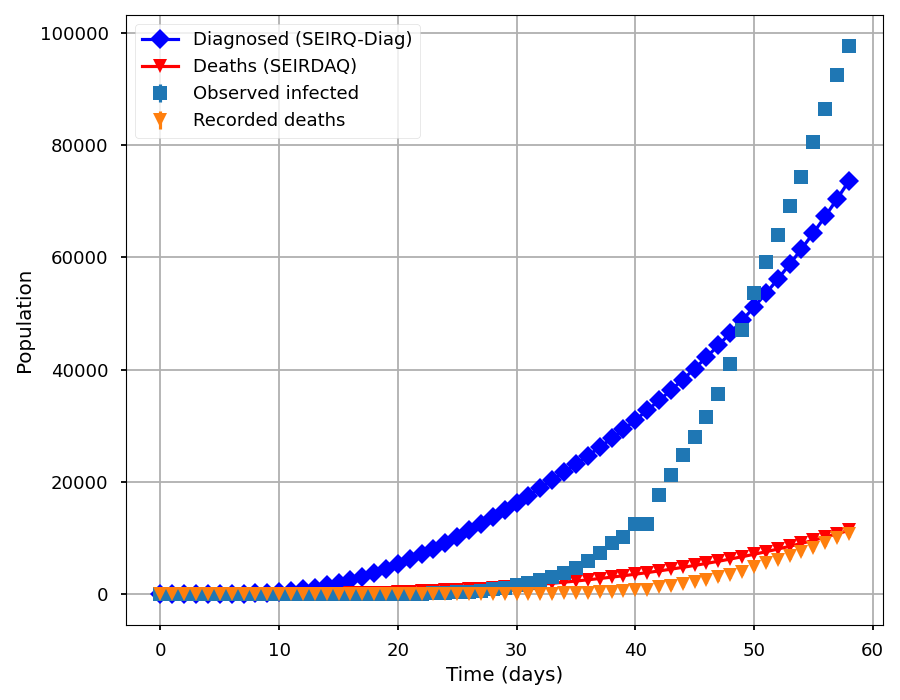 Diagnosed (SEIRQ-Diag)
Deaths (SEIRDAQ)
Observed infected
Recorded deaths
100000
80000
60000
40000
20000
0
Population
0 10 20 30 40 50 60
Time (days)